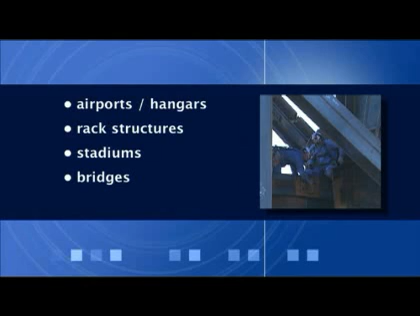 • airports / hangars
• rack structures
• stadiums
• bridges